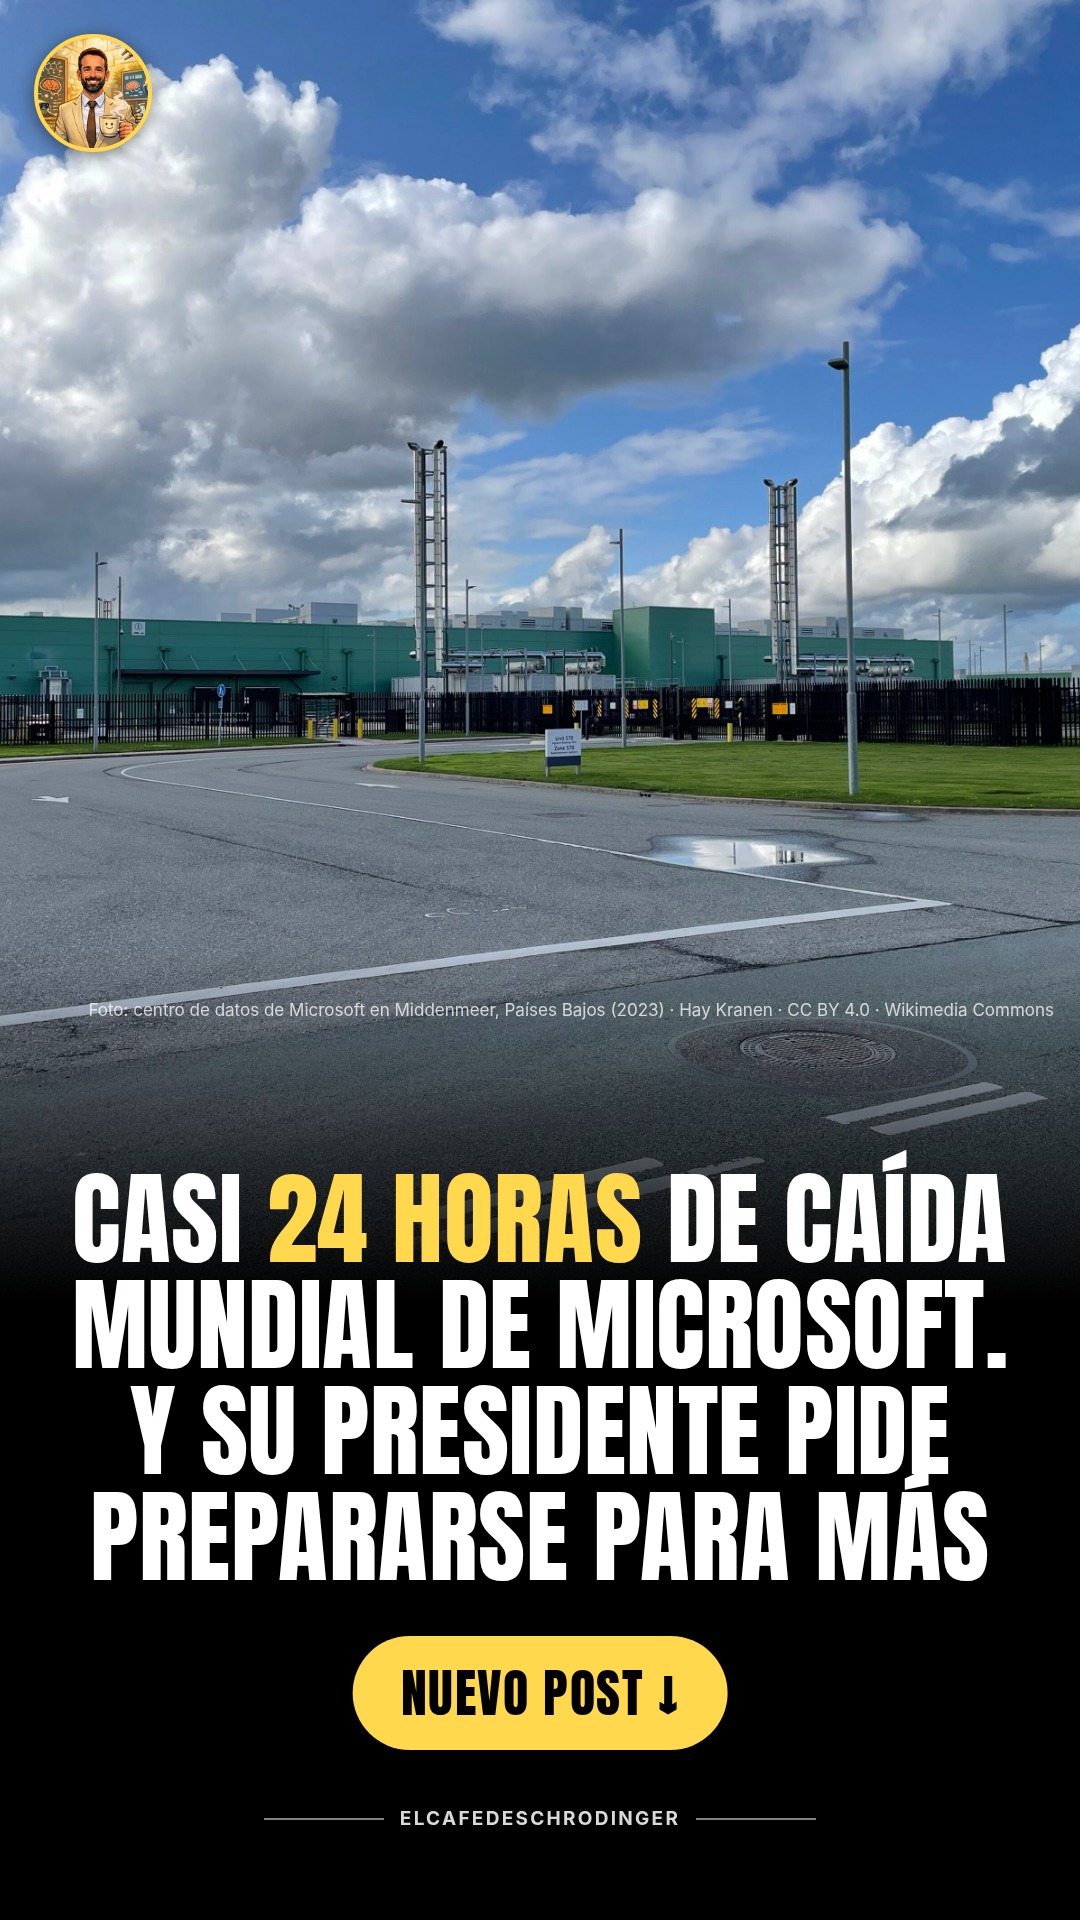 Foto: centro de datos de Microsoft en Middenmeer, Países Bajos (2023) · Hay Kranen · CC BY 4.0 · Wikimedia Commons
CASI 24 HORAS DE CAÍDA
MUNDIAL DE MICROSOFT.
Y SU PRESIDENTE PIDE
PREPARARSE PARA MÁS
NUEVO POST ↓
ELCAFEDESCHRODINGER